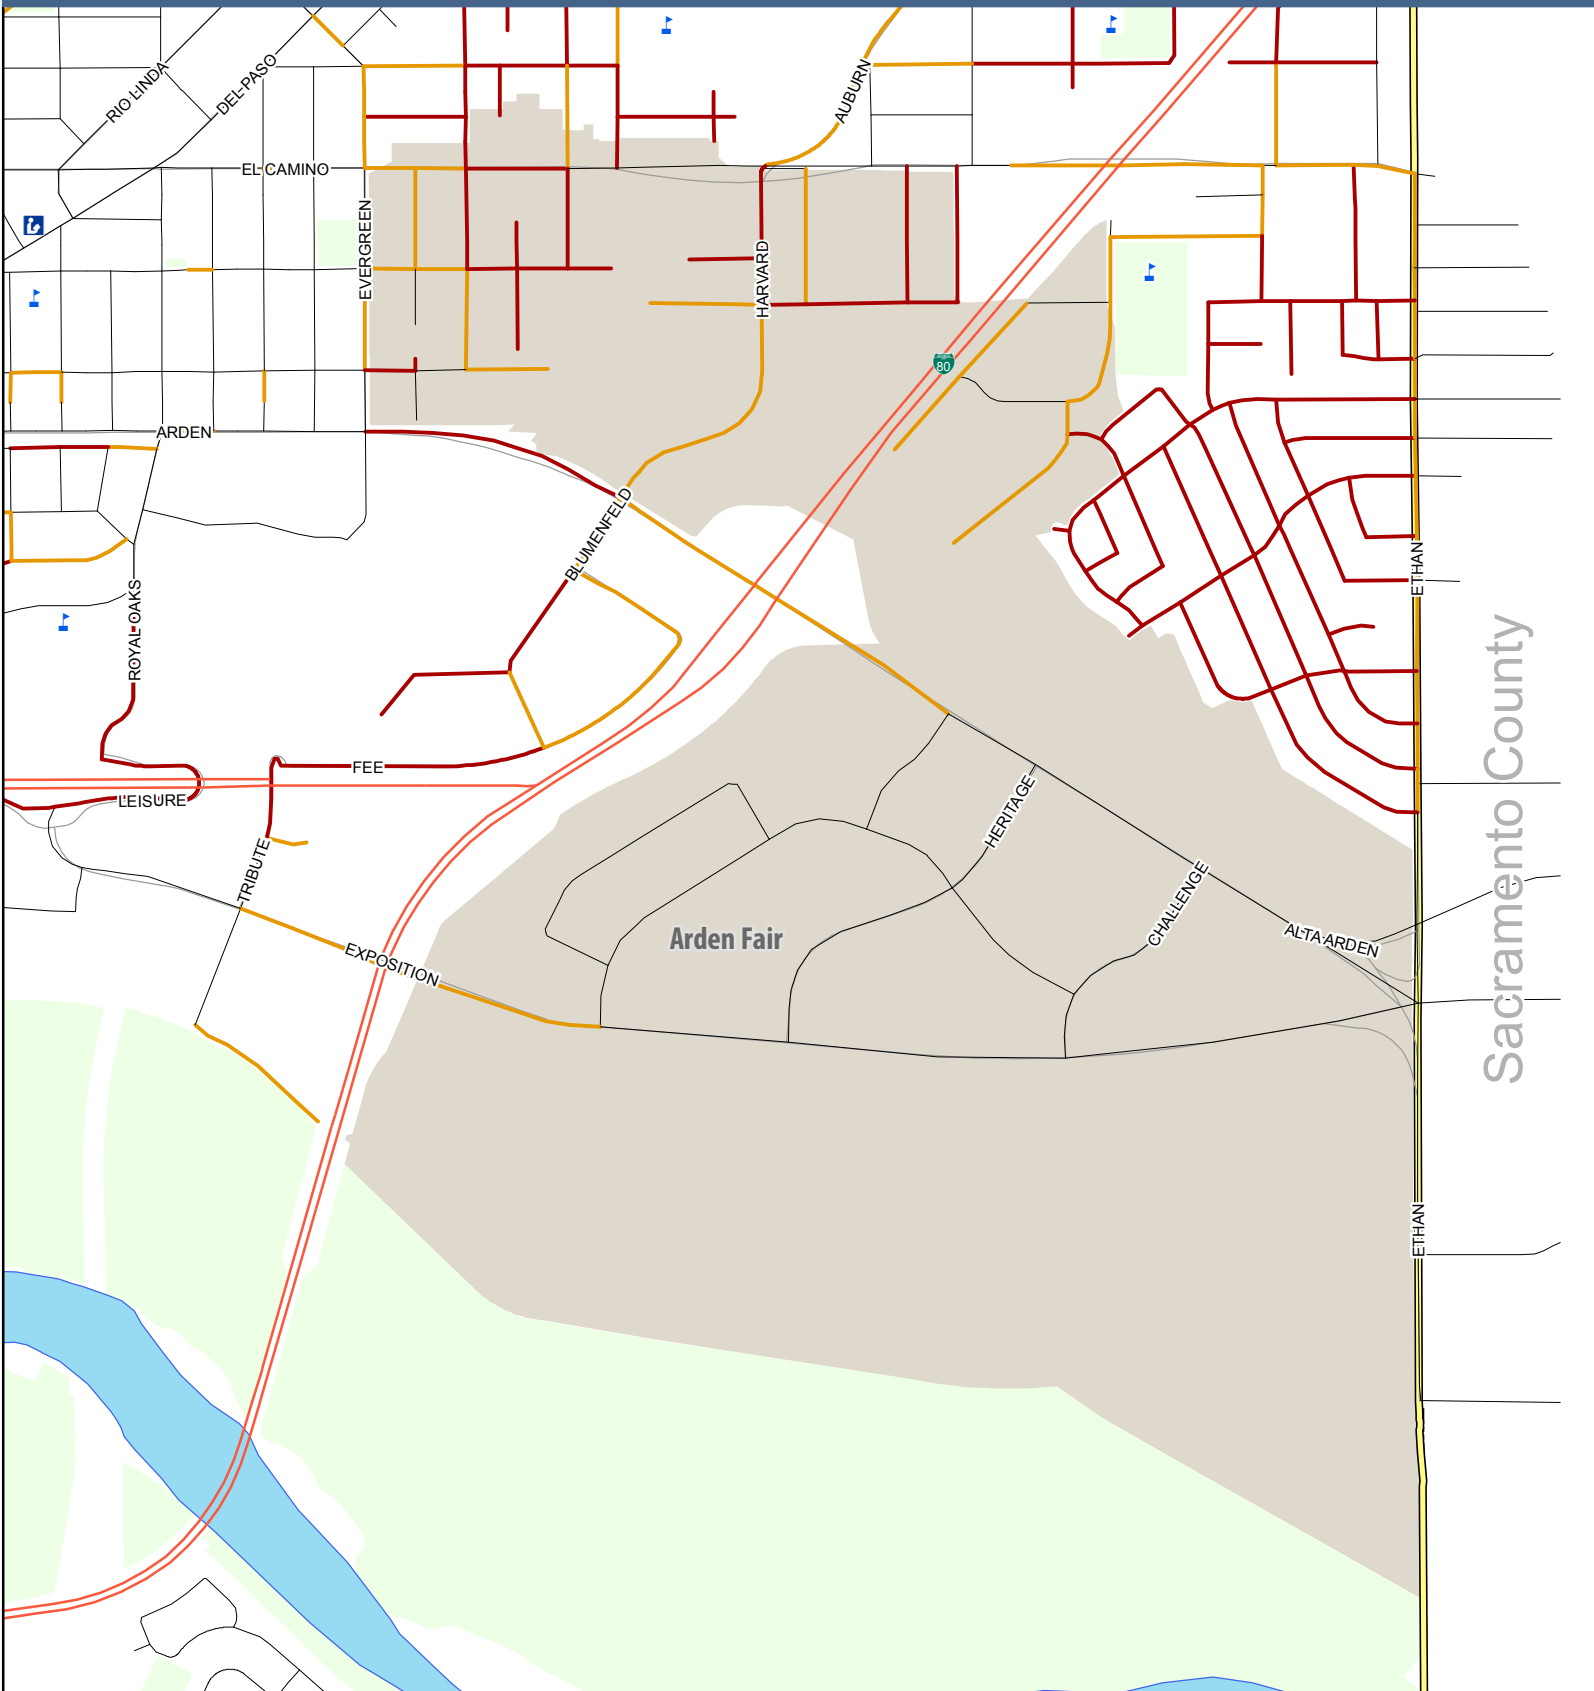 RIO LINDA
DEL PASO
AUBURN
EL CAMINO
EVERGREEN
HARVARD
80
ARDEN
BLUMENFELD
ETHAN
ROYAL OAKS
Sacramento County
FEE
LEISURE
HERITAGE
TRIBUTE
CHALLENGE
Arden Fair
ALTA ARDEN
EXPOSITION
ETHAN